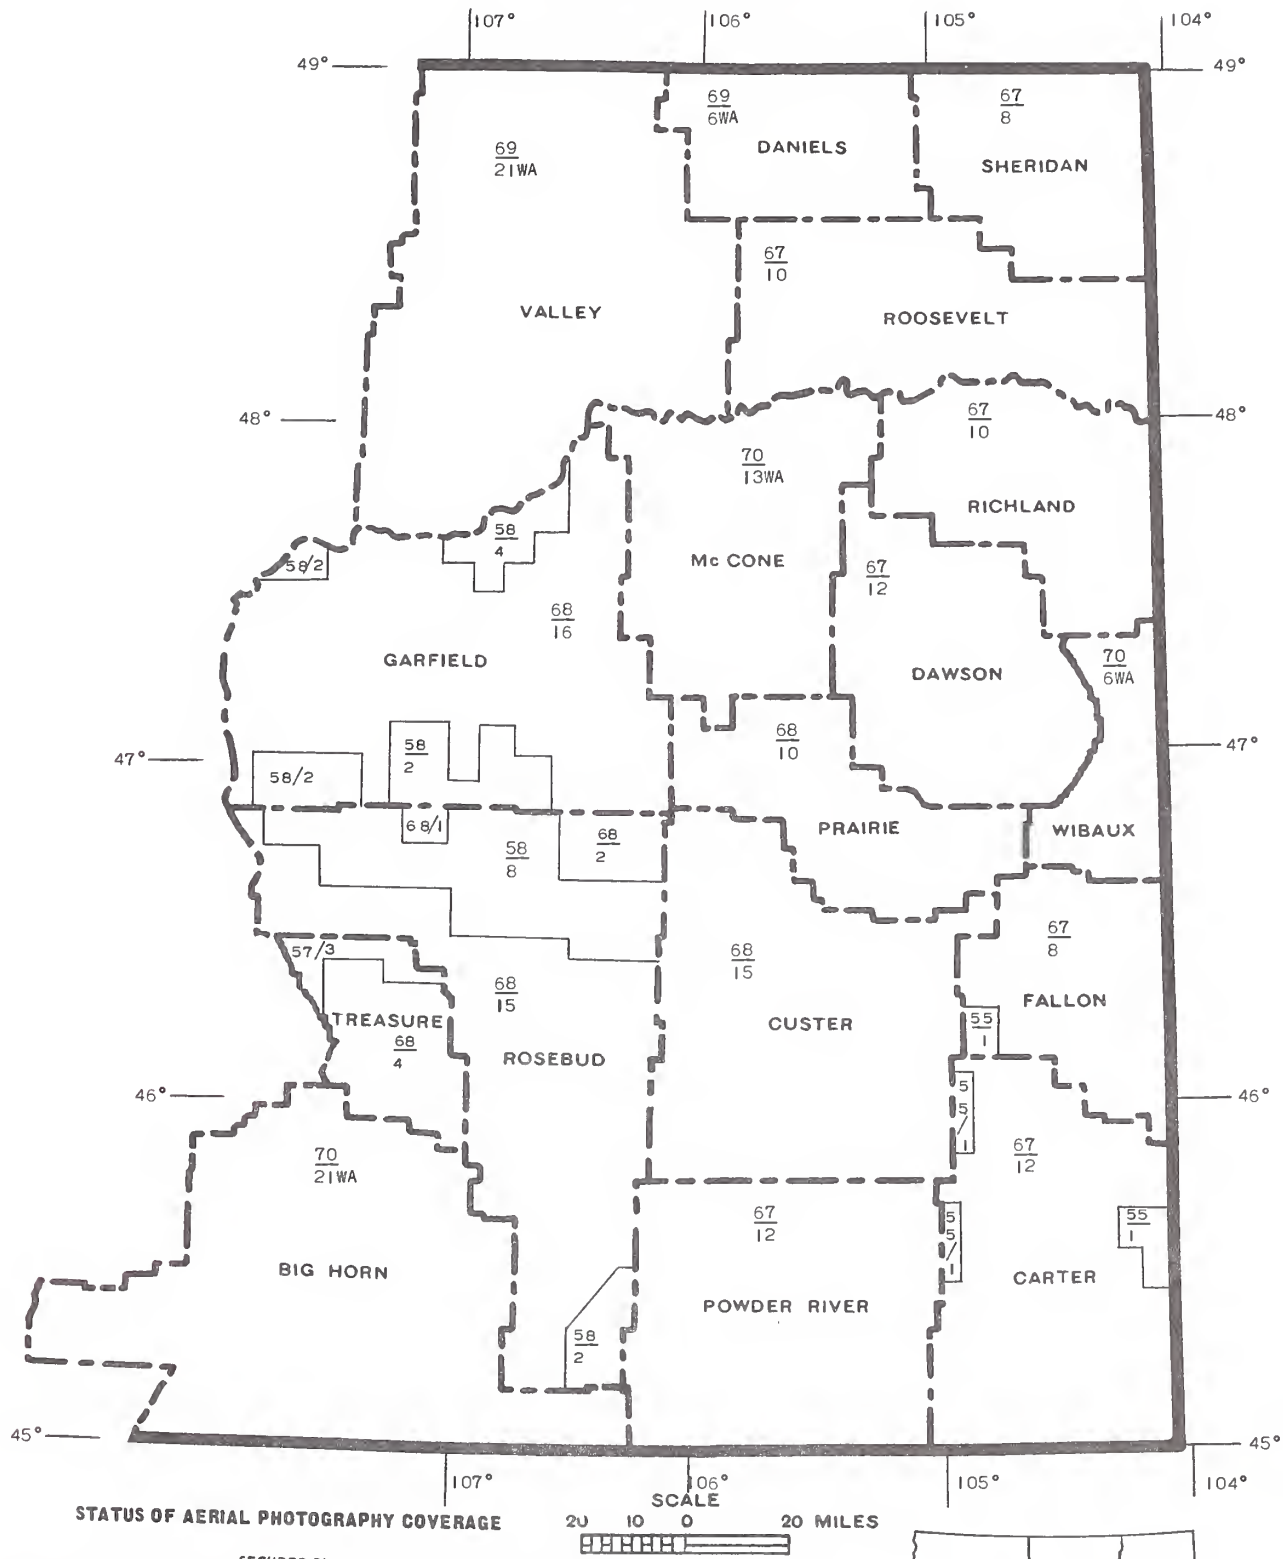 107° 106° 105° 104°
49° 49°
69
6WA
67
8
DANIELS
SHERIDAN
69
21WA
67
10
VALLEY
ROOSEVELT
48° 48°
67
10
70
13WA
RICHLAND
58
4
58/2
Mc CONE
67
12
68
16
GARFIELD
DAWSON
70
6WA
68
10
47° 47°
58
2
58/2
68/1
58
8
68
2
PRAIRIE
WIBAUX
57/3
68
15
67
8
68
15
FALLON
TREASURE
68
4
CUSTER
55
1
ROSEBUD
46° 46°
5
5/
1
67
12
70
21WA
67
12
5
5/
1
55
1
BIG HORN
CARTER
POWDER RIVER
58
2
45° 45°
107° 106° 105° 104°
SCALE
STATUS OF AERIAL PHOTOGRAPHY COVERAGE
20 10 0 20 MILES